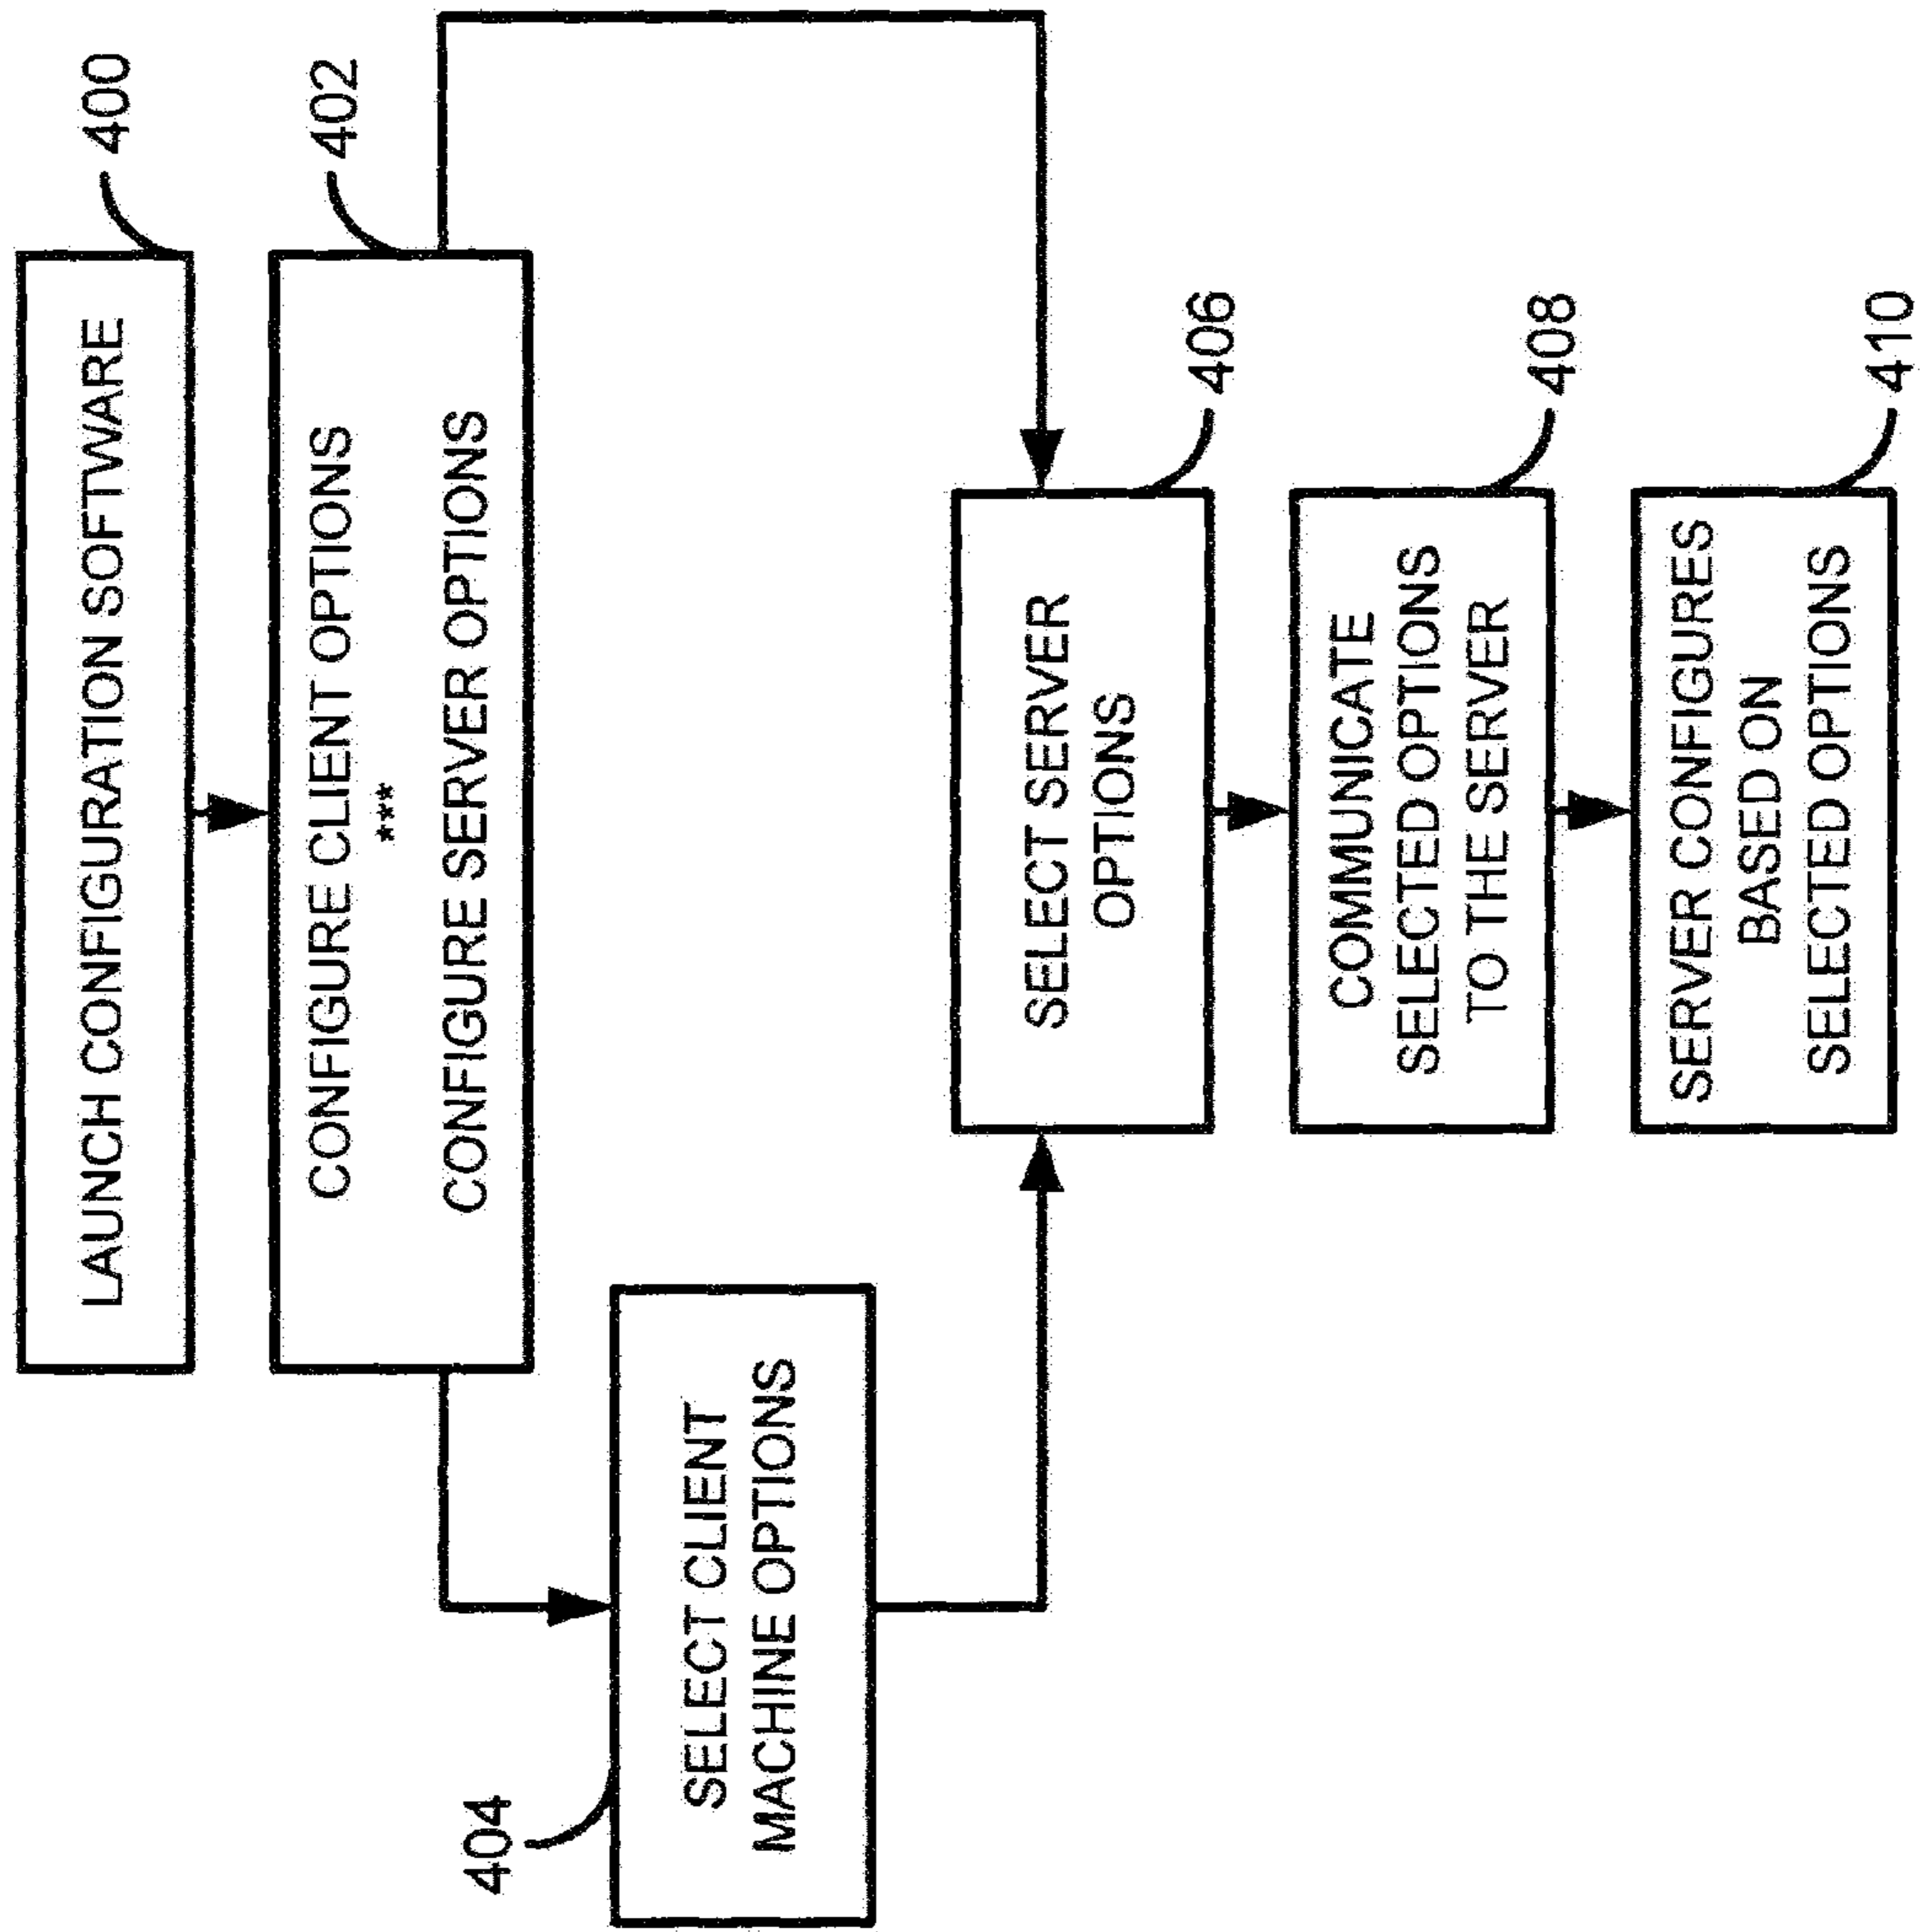 LAUNCH CONFIGURATION SOFTWARE
400
CONFIGURE CLIENT OPTIONS
***
CONFIGURE SERVER OPTIONS
402
404
SELECT CLIENT
MACHINE OPTIONS
SELECT SERVER
OPTIONS
406
COMMUNICATE
SELECTED OPTIONS
TO THE SERVER
408
SERVER CONFIGURES
BASED ON
SELECTED OPTIONS
410